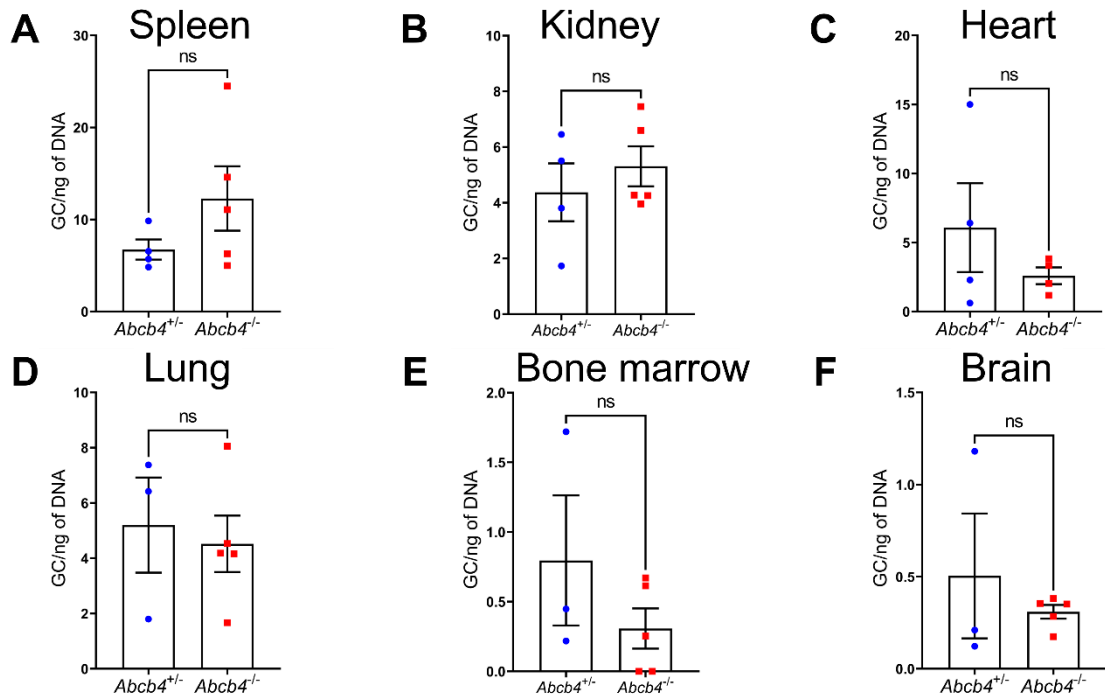 A Spleen
30
20
10
0
GC/ng of DNA
ns
Abcb4+/- Abcb4-/-
B Kidney
10
8
6
4
2
0
GC/ng of DNA
ns
Abcb4+/- Abcb4-/-
C Heart
20
15
10
5
0
GC/ng of DNA
ns
Abcb4+/- Abcb4-/-
D Lung
10
8
6
4
2
0
GC/ng of DNA
ns
Abcb4+/- Abcb4-/-
E Bone marrow
2.0
1.5
1.0
0.5
0.0
GC/ng of DNA
ns
Abcb4+/- Abcb4-/-
F Brain
1.5
1.0
0.5
0.0
GC/ng of DNA
ns
Abcb4+/- Abcb4-/-